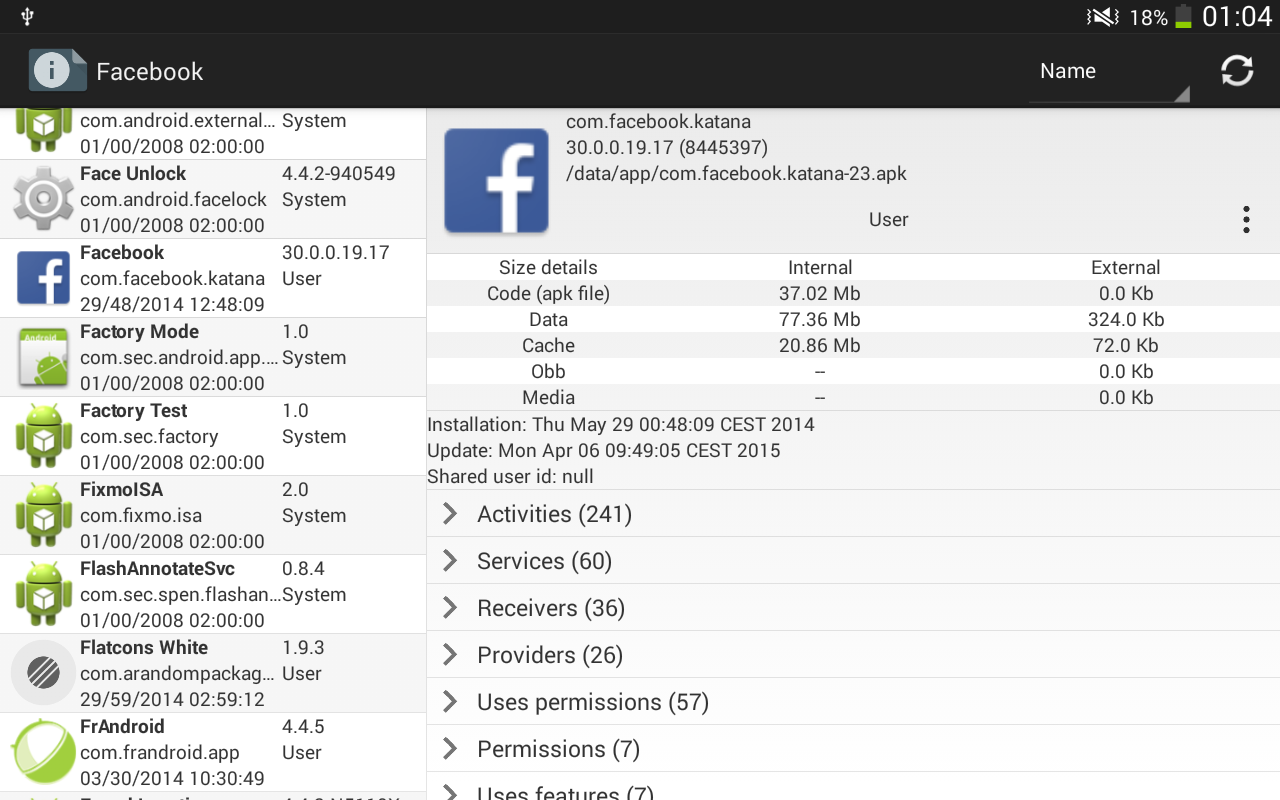 18% 01:04
Facebook
Name
com.android.external... System
01/00/2008 02:00:00
Face Unlock 4.4.2-940549
com.android.facelock System
01/00/2008 02:00:00
Facebook 30.0.0.19.17
com.facebook.katana User
29/48/2014 12:48:09
Factory Mode 1.0
com.sec.android.app.... System
01/00/2008 02:00:00
Factory Test 1.0
com.sec.factory System
01/00/2008 02:00:00
FixmoISA 2.0
com.fixmo.isa System
01/00/2008 02:00:00
FlashAnnotateSvc 0.8.4
com.sec.spen.flashan... System
01/00/2008 02:00:00
Flatcons White 1.9.3
com.arandompackag... User
29/59/2014 02:59:12
FrAndroid 4.4.5
com.frandroid.app User
03/30/2014 10:30:49
com.facebook.katana
30.0.0.19.17 (8445397)
/data/app/com.facebook.katana-23.apk
User
Size details Internal External
Code (apk file) 37.02 Mb 0.0 Kb
Data 77.36 Mb 324.0 Kb
Cache 20.86 Mb 72.0 Kb
Obb -- 0.0 Kb
Media -- 0.0 Kb
Installation: Thu May 29 00:48:09 CEST 2014
Update: Mon Apr 06 09:49:05 CEST 2015
Shared user id: null
Activities (241)
Services (60)
Receivers (36)
Providers (26)
Uses permissions (57)
Permissions (7)
Uses features (7)